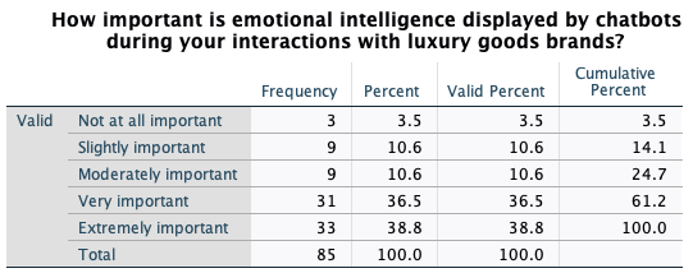 How important is emotional intelligence displayed by chatbots
during your interactions with luxury goods brands?
Frequency Percent Valid Percent Cumulative Percent
Valid Not at all important 3 3.5 3.5 3.5
Slightly important 9 10.6 10.6 14.1
Moderately important 9 10.6 10.6 24.7
Very important 31 36.5 36.5 61.2
Extremely important 33 38.8 38.8 100.0
Total 85 100.0 100.0